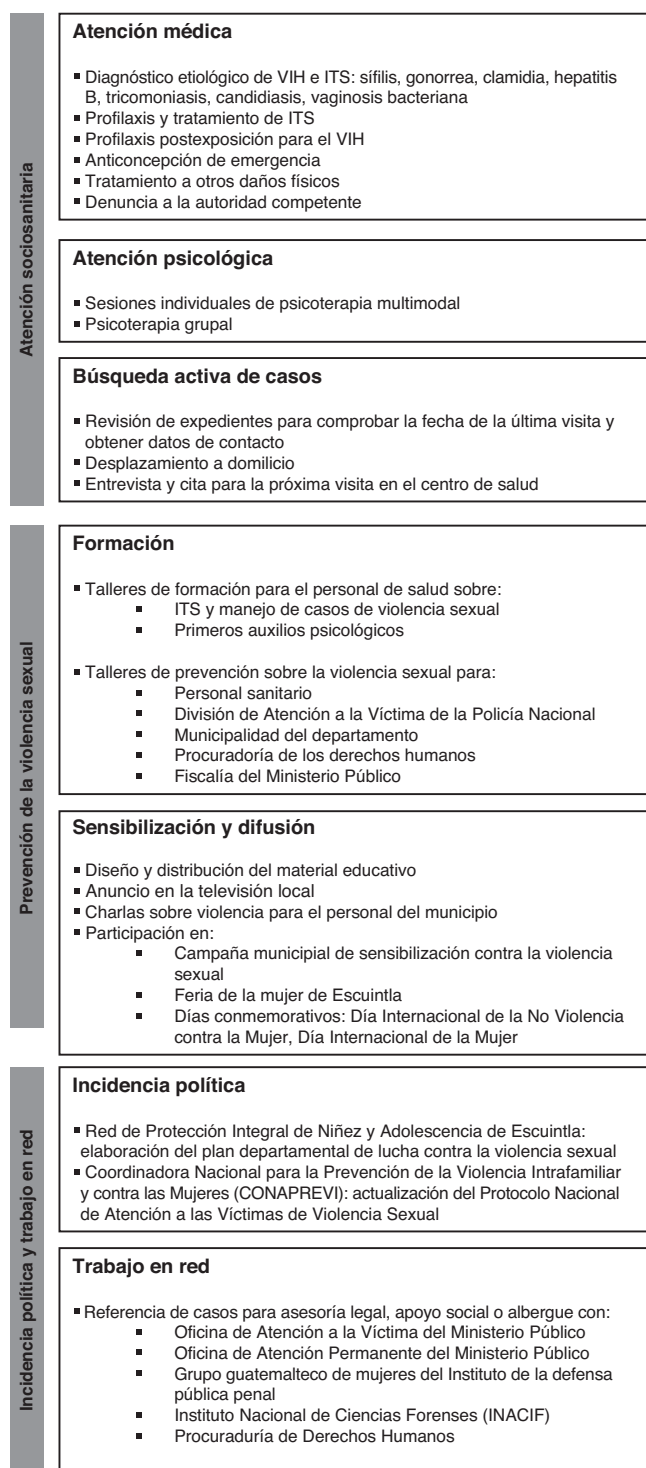 Atención sociosanitaria
Atención médica
▪ Diagnóstico etiológico de VIH e ITS: sífilis, gonorrea, clamidia, hepatitis
B, tricomoniasis, candidiasis, vaginosis bacteriana
▪ Profilaxis y tratamiento de ITS
▪ Profilaxis postexposición para el VIH
▪ Anticoncepción de emergencia
▪ Tratamiento a otros daños físicos
▪ Denuncia a la autoridad competente
Atención psicológica
▪ Sesiones individuales de psicoterapia multimodal
▪ Psicoterapia grupal
Búsqueda activa de casos
▪ Revisión de expedientes para comprobar la fecha de la última visita y
obtener datos de contacto
▪ Desplazamiento a domilicio
▪ Entrevista y cita para la próxima visita en el centro de salud
Prevención de la violencia sexual
Formación
▪ Talleres de formación para el personal de salud sobre:
▪ ITS y manejo de casos de violencia sexual
▪ Primeros auxilios psicológicos
▪ Talleres de prevención sobre la violencia sexual para:
▪ Personal sanitario
▪ División de Atención a la Víctima de la Policía Nacional
▪ Municipalidad del departamento
▪ Procuradoría de los derechos humanos
▪ Fiscalía del Ministerio Público
Sensibilización y difusión
▪ Diseño y distribución del material educativo
▪ Anuncio en la televisión local
▪ Charlas sobre violencia para el personal del municipio
▪ Participación en:
▪ Campaña municipial de sensibilización contra la violencia
sexual
▪ Feria de la mujer de Escuintla
▪ Días conmemorativos: Día Internacional de la No Violencia
contra la Mujer, Día Internacional de la Mujer
Incidencia política y trabajo en red
Incidencia política
▪ Red de Protección Integral de Niñez y Adolescencia de Escuintla:
elaboración del plan departamental de lucha contra la violencia sexual
▪ Coordinadora Nacional para la Prevención de la Violencia Intrafamiliar
y contra las Mujeres (CONAPREVI): actualización del Protocolo Nacional
de Atención a las Víctimas de Violencia Sexual
Trabajo en red
▪ Referencia de casos para asesoría legal, apoyo social o albergue con:
▪ Oficina de Atención a la Víctima del Ministerio Público
▪ Oficina de Atención Permanente del Ministerio Público
▪ Grupo guatemalteco de mujeres del Instituto de la defensa
pública penal
▪ Instituto Nacional de Ciencias Forenses (INACIF)
▪ Procuraduría de Derechos Humanos